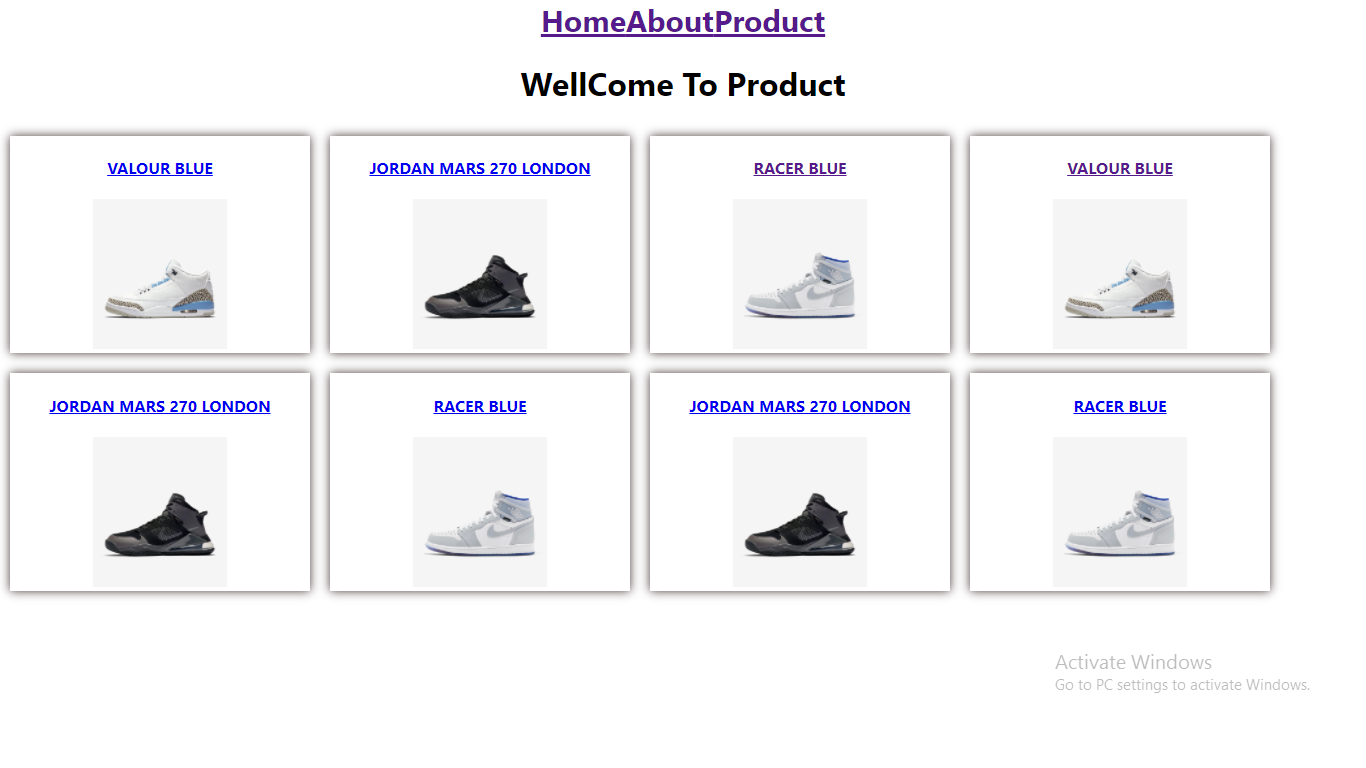 HomeAboutProduct
WellCome To Product
VALOUR BLUE
JORDAN MARS 270 LONDON
RACER BLUE
VALOUR BLUE
JORDAN MARS 270 LONDON
RACER BLUE
JORDAN MARS 270 LONDON
RACER BLUE
Activate Windows
Go to PC settings to activate Windows.